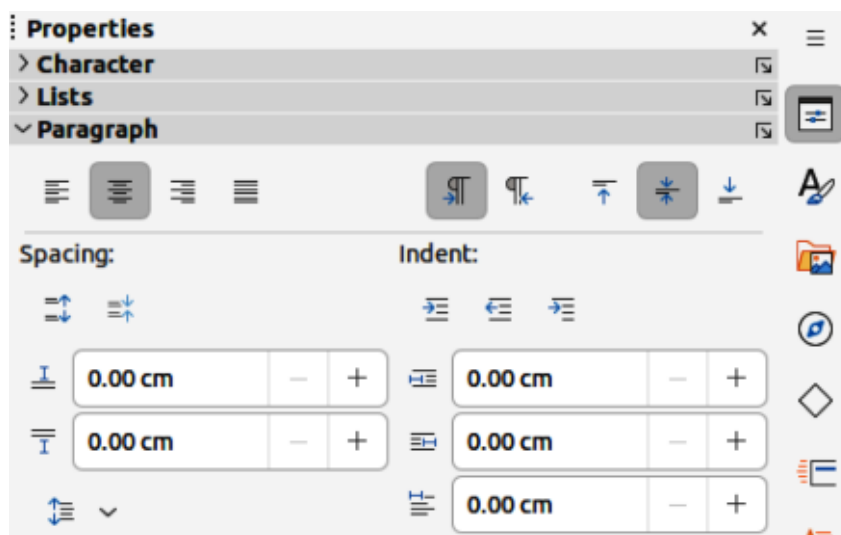 Properties
Character
Lists
Paragraph
Spacing: Indent:
0.00 cm 0.00 cm
0.00 cm 0.00 cm
0.00 cm